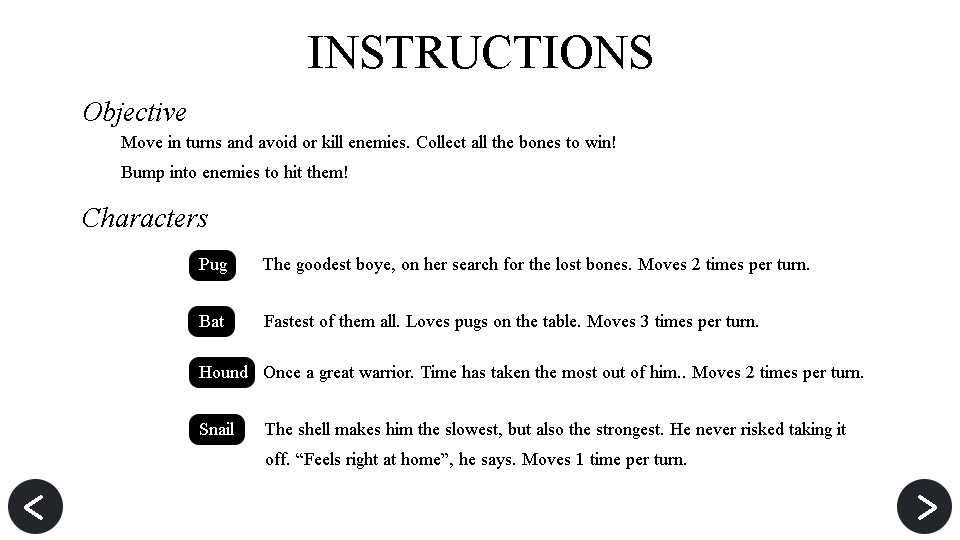 INSTRUCTIONS
Objective
Move in turns and avoid or kill enemies. Collect all the bones to win!
Bump into enemies to hit them!
Characters
Pug The goodest boye, on her search for the lost bones. Moves 2 times per turn.
Bat Fastest of them all. Loves pugs on the table. Moves 3 times per turn.
Hound Once a great warrior. Time has taken the most out of him.. Moves 2 times per turn.
Snail The shell makes him the slowest, but also the strongest. He never risked taking it
off. “Feels right at home”, he says. Moves 1 time per turn.